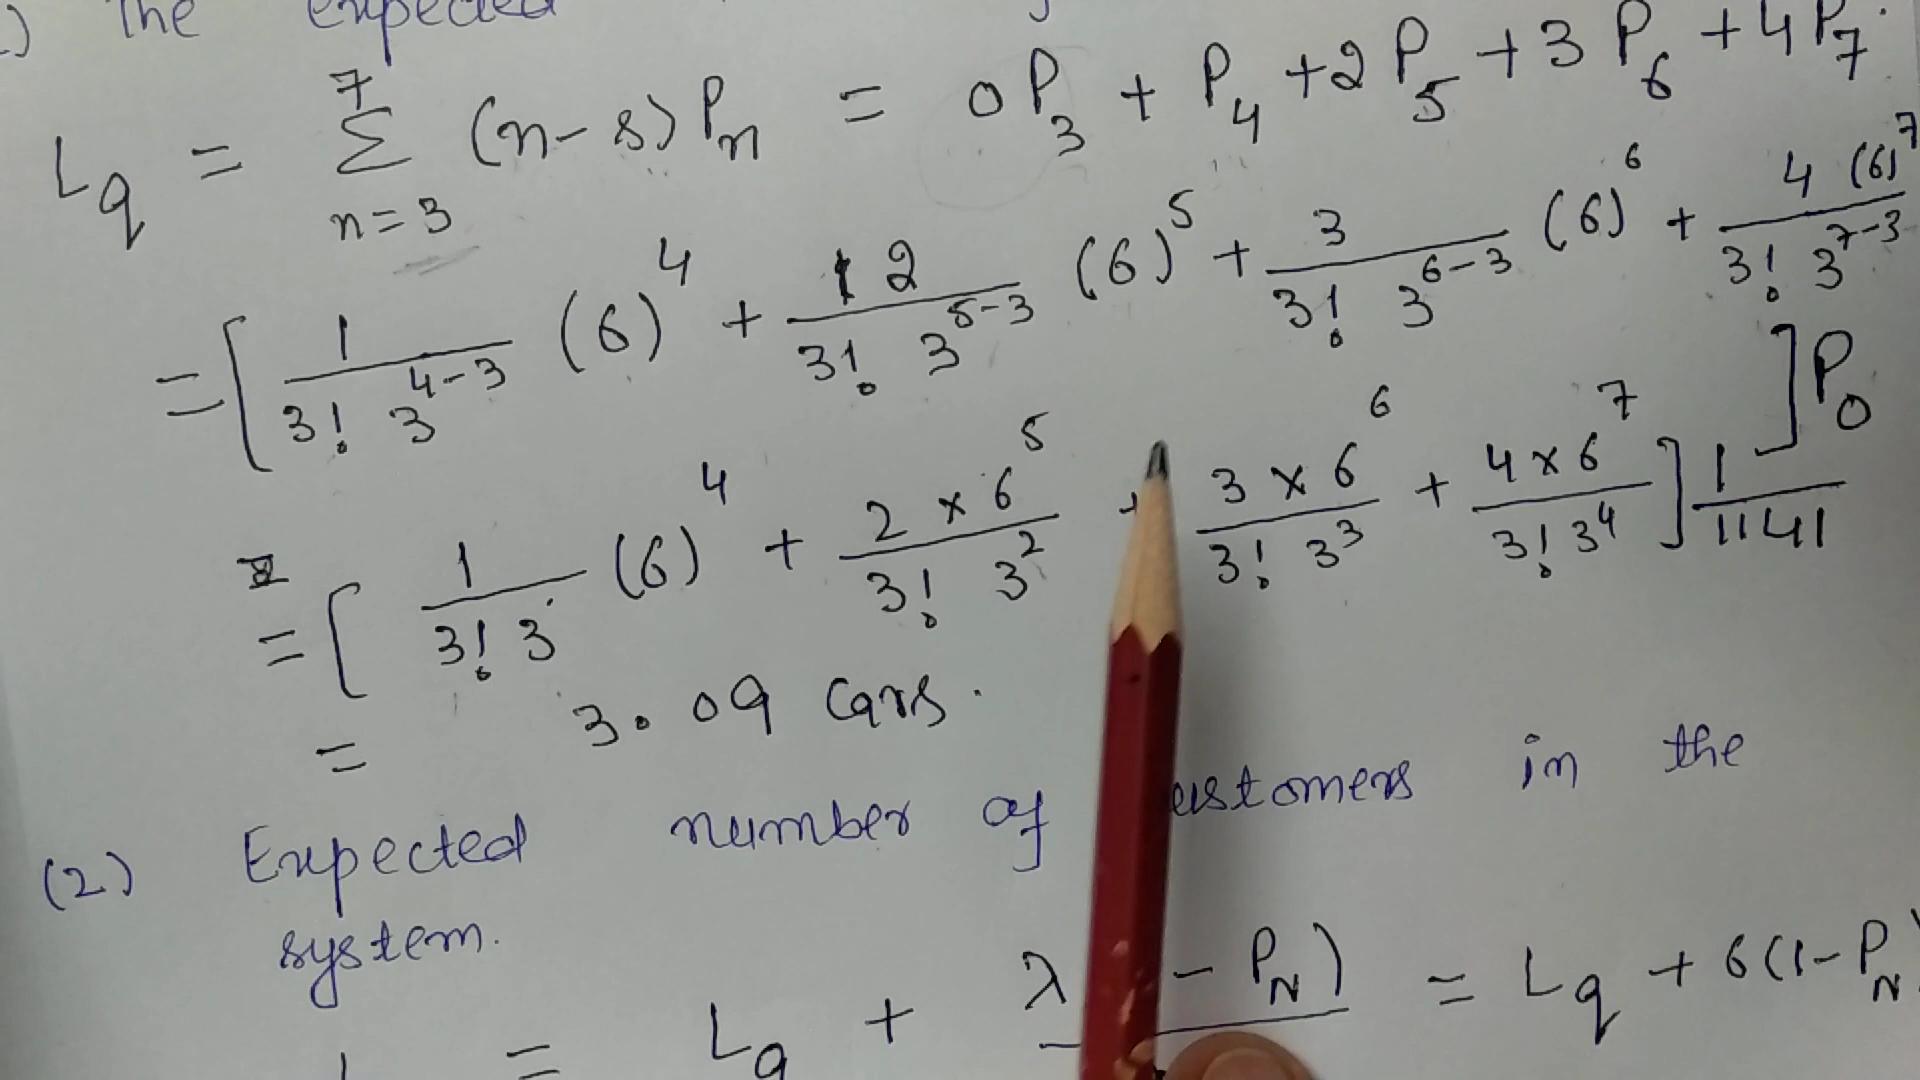 The expected
Lq = 7 Σ n=3 (n-s) Pn = 0P3 + P4 + 2P5 + 3P6 + 4P7.
= [ 1/(3! 3^(4-3)) (6)^4 + 2/(3! 3^(5-3)) (6)^5 + 3/(3! 3^(6-3)) (6)^6 + 4 (6)^7/(3! 3^(7-3)) ] P0
= [ 1/(3! 3) (6)^4 + (2 × 6^5)/(3! 3^2) + (3 × 6^6)/(3! 3^3) + (4 × 6^7)/(3! 3^4) ] 1/1141
= 3.09 cars.
(2) Expected number of customers in the
system.
= Lq + λ - PN) = Lq + 6(1-PN)